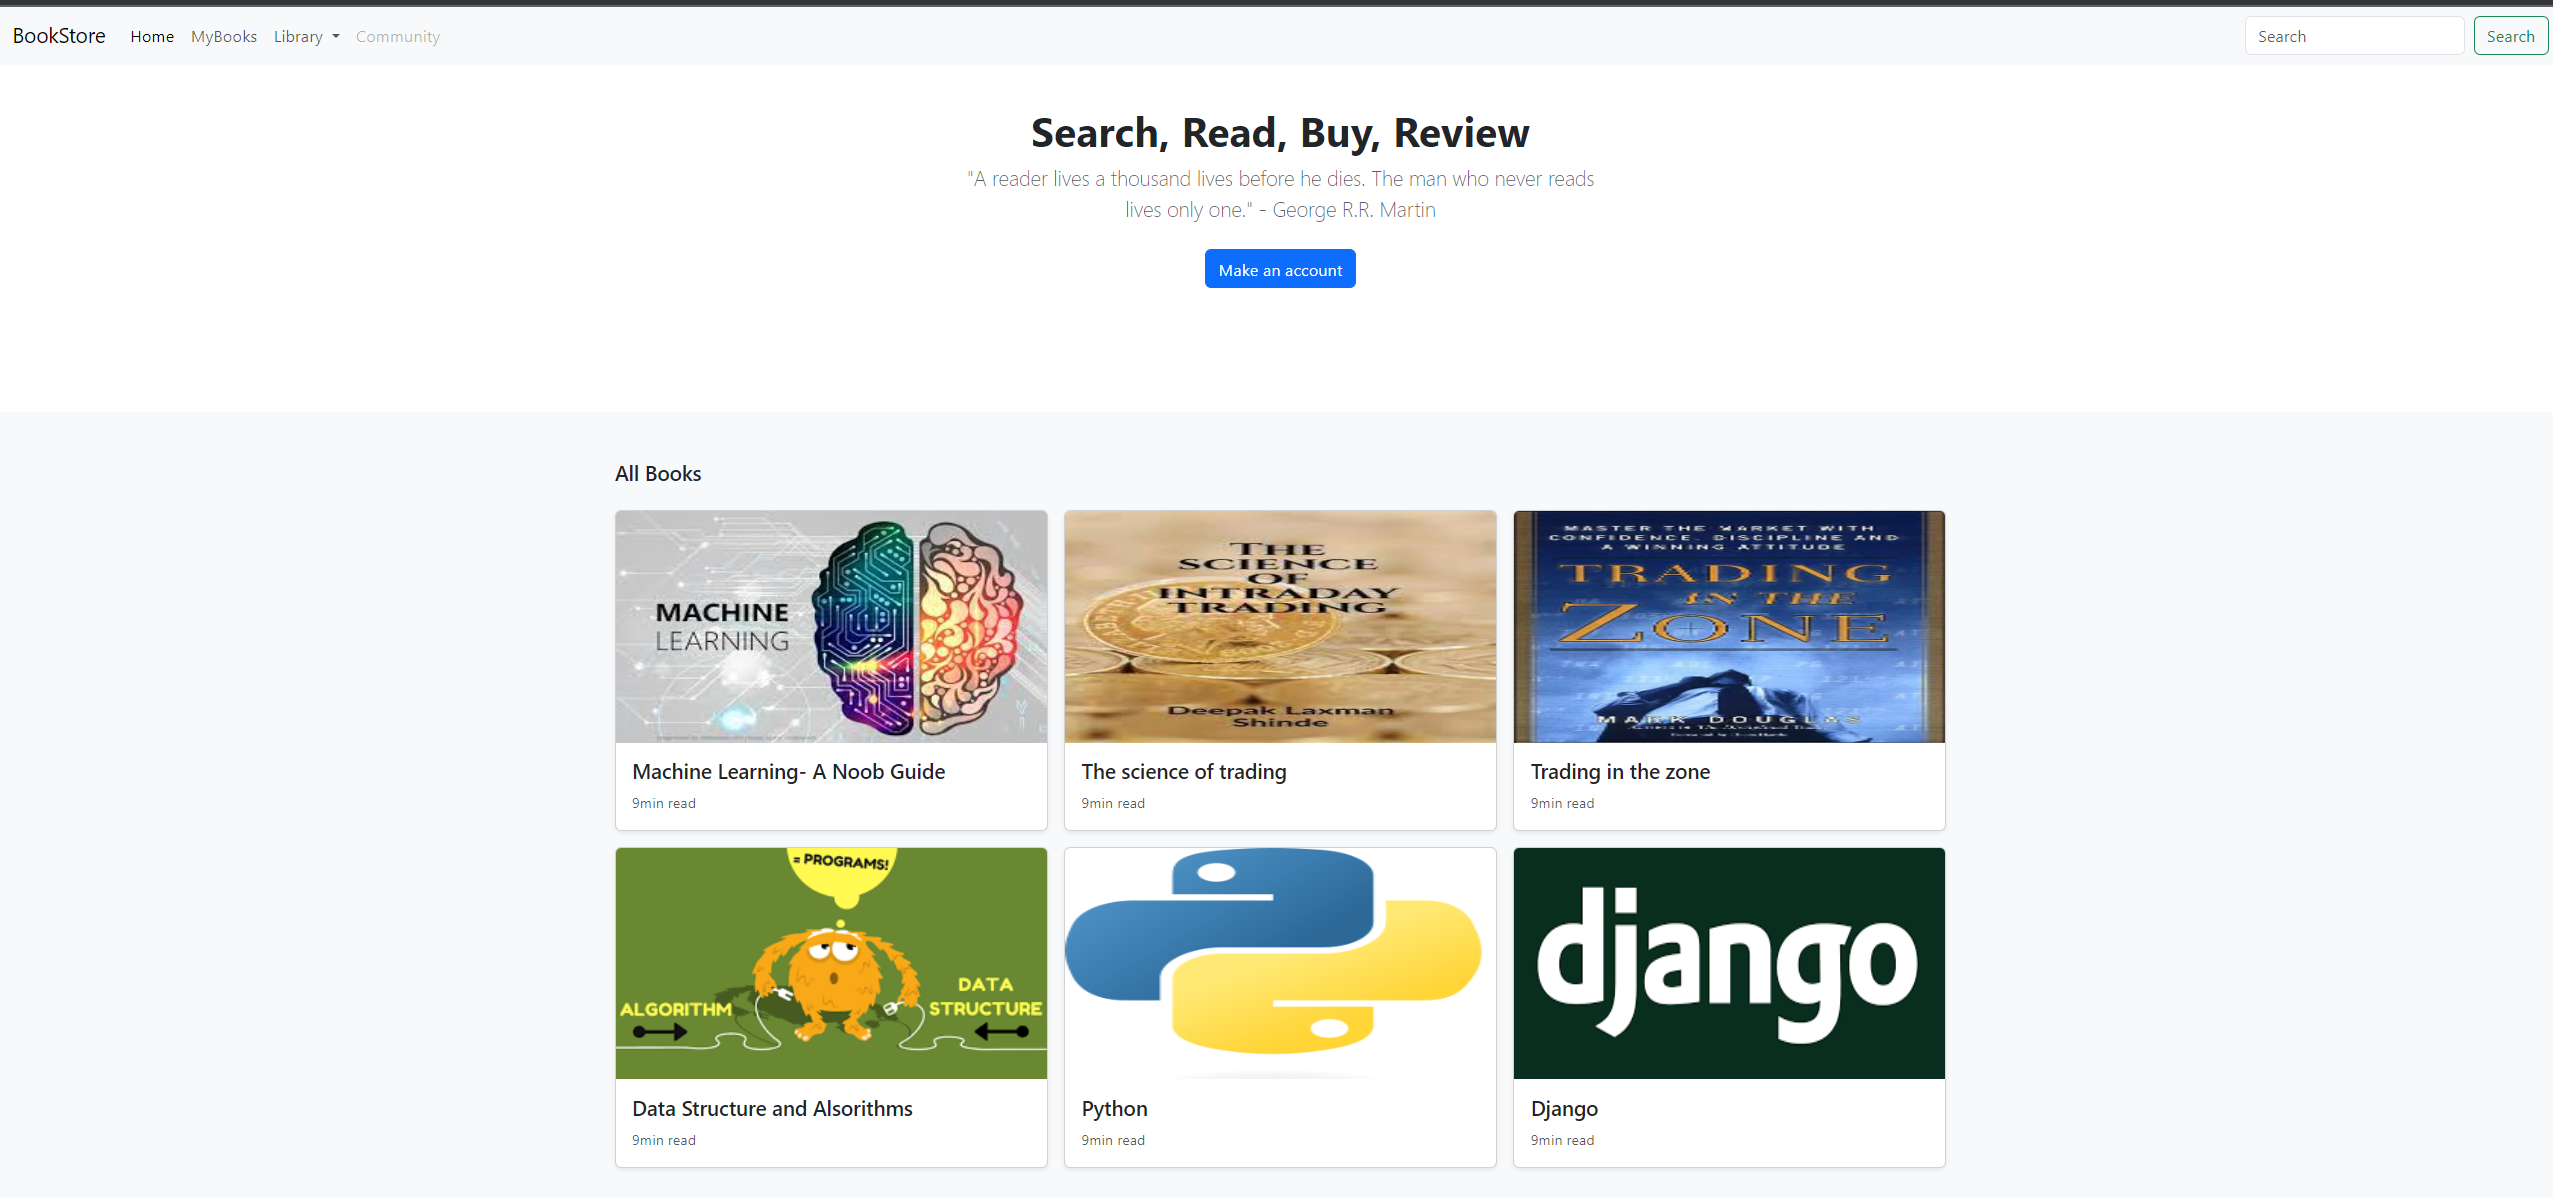 BookStore Home MyBooks Library Community Search Search
Search, Read, Buy, Review
"A reader lives a thousand lives before he dies. The man who never reads
lives only one." - George R.R. Martin
Make an account
All Books
MACHINE
LEARNING
Machine Learning- A Noob Guide
9min read
THE
SCIENCE
OF
INTRADAY
TRADING
Deepak Laxman
Shinde
The science of trading
9min read
MASTER THE MARKET WITH
CONFIDENCE, DISCIPLINE AND
A WINNING ATTITUDE
TRADING
IN THE
ZONE
MARK DOUGLAS
Trading in the zone
9min read
= PROGRAMS!
ALGORITHM
DATA
STRUCTURE
Data Structure and Alsorithms
9min read
Python
9min read
django
Django
9min read